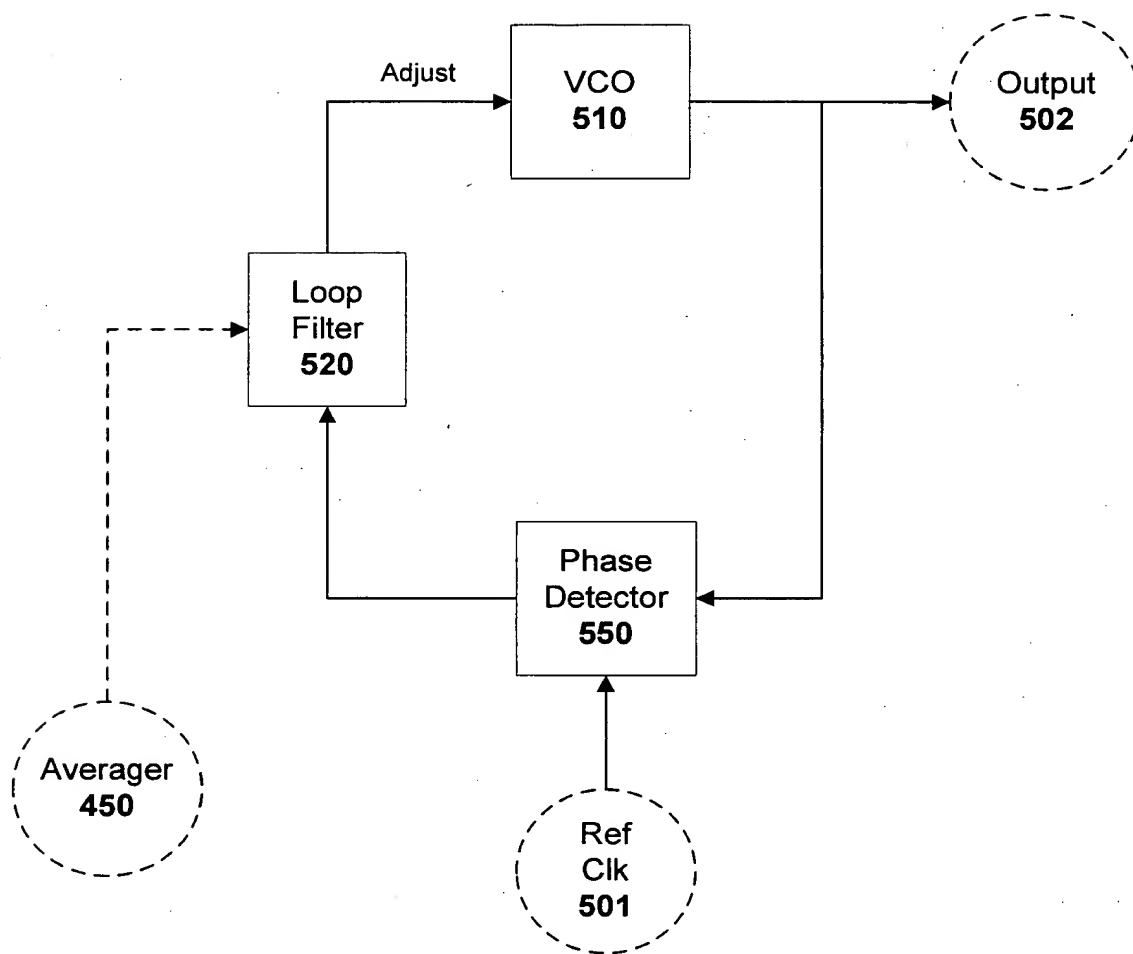 Adjust
VCO
510
Output
502
Loop
Filter
520
Phase
Detector
550
Averager
450
Ref
Clk
501